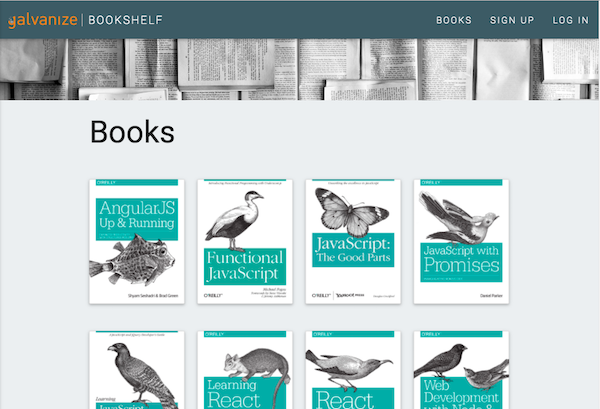 galvanize | BOOKSHELF
BOOKS SIGN UP LOG IN
Books
O'REILLY
AngularJS
Up & Running
Shyam Seshadri & Brad Green
Functional
JavaScript
O'REILLY
Michael Fogus
JavaScript:
The Good Parts
O'REILLY | YAHOO! PRESS
Douglas Crockford
O'REILLY
JavaScript with
Promises
Daniel Parker
Learning
JavaScript
O'REILLY
Learning
React
O'REILLY
React
O'REILLY
Web
Development
with Node &